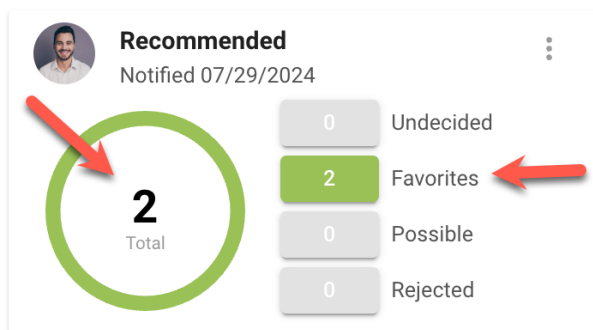 Recommended
Notified 07/29/2024
0 Undecided
2 Favorites
2
Total
0 Possible
0 Rejected